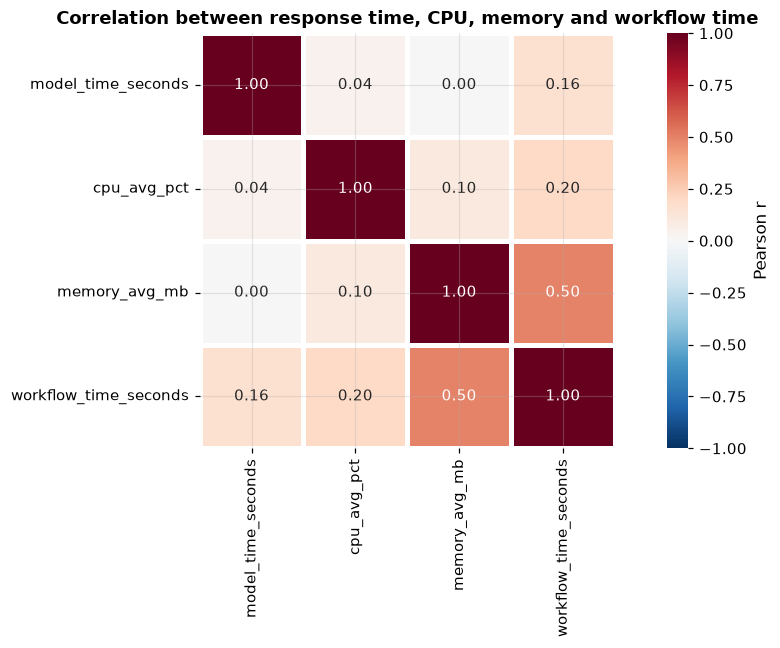 Correlation between response time, CPU, memory and workflow time
model_time_seconds 1.00 0.04 0.00 0.16
cpu_avg_pct 0.04 1.00 0.10 0.20
memory_avg_mb 0.00 0.10 1.00 0.50
workflow_time_seconds 0.16 0.20 0.50 1.00
model_time_seconds
cpu_avg_pct
memory_avg_mb
workflow_time_seconds
1.00
0.75
0.50
0.25
0.00
−0.25
−0.50
−0.75
−1.00
Pearson r